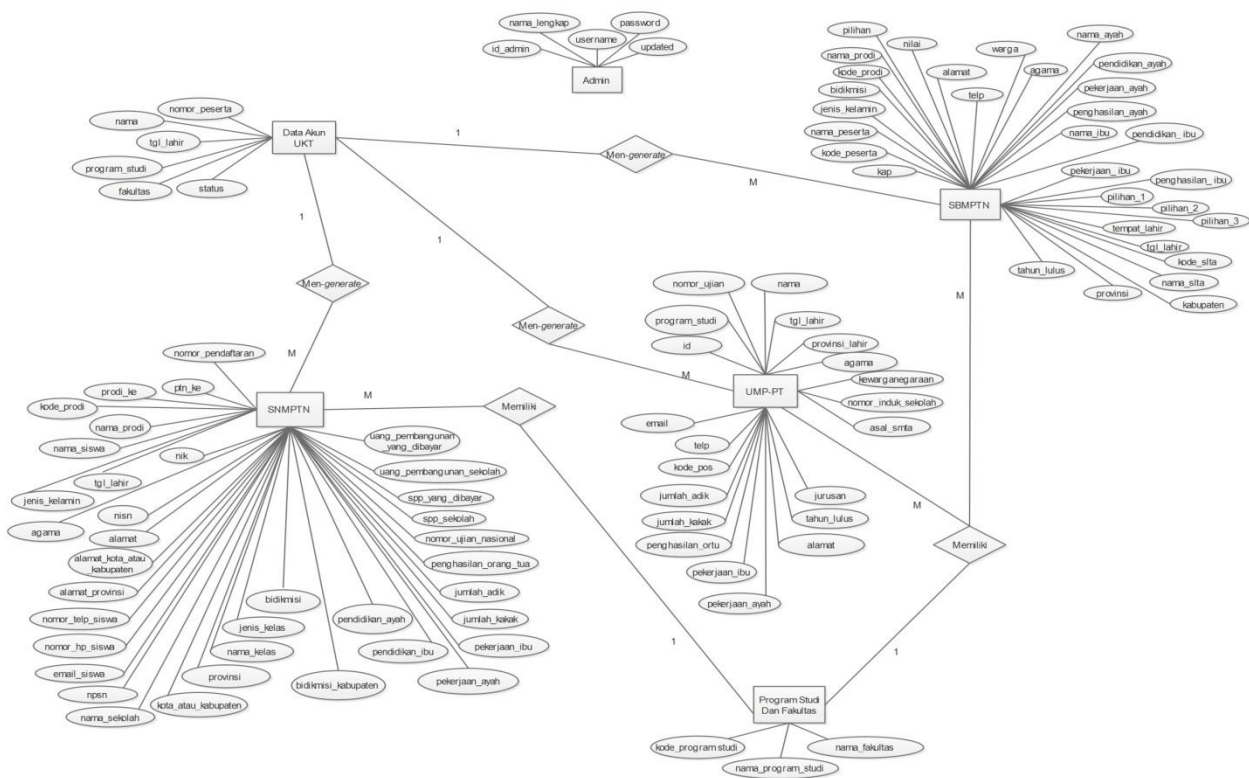 nama_lengkap
password
username
id_admin
updated
Admin
nomor_peserta
nama
tgl_lahir
program_studi
fakultas
status
Data Akun
UKT
1
Men-generate
M
pilihan
nilai
warga
nama_ayah
nama_prodi
kode_prodi
alamat
agama
pendidikan_ayah
bidikmisi
telp
pekerjaan_ayah
jenis_kelamin
penghasilan_ayah
nama_peserta
nama_ibu
pendidikan_ibu
kode_peserta
kap
pekerjaan_ibu
penghasilan_ibu
SBMPTN
pilihan_1
pilihan_2
pilihan_3
tempat_lahir
tgl_lahir
kode_slta
tahun_lulus
nama_slta
provinsi
kabupaten
1
Men-generate
M
1
Men-generate
M
nomor_ujian
nama
program_studi
tgl_lahir
id
provinsi_lahir
agama
UMP-PT
kewarganegaraan
nomor_induk_sekolah
asal_smta
email
telp
kode_pos
jumlah_adik
jurusan
jumlah_kakak
tahun_lulus
penghasilan_ortu
alamat
pekerjaan_ibu
pekerjaan_ayah
M
M
Memiliki
1
nomor_pendaftaran
prodi_ke
ptn_ke
kode_prodi
nama_prodi
SNMPTN
M
Memiliki
1
nama_siswa
nik
uang_pembangunan
_yang_dibayar
uang_pembangunan_sekolah
tgl_lahir
jenis_kelamin
spp_yang_dibayar
nisn
spp_sekolah
agama
alamat
nomor_ujian_nasional
alamat_kota_atau
kabupaten
penghasilan_orang_tua
alamat_provinsi
bidikmisi
jumlah_adik
nomor_telp_siswa
jenis_kelas
pendidikan_ayah
jumlah_kakak
nomor_hp_siswa
nama_kelas
pendidikan_ibu
pekerjaan_ibu
email_siswa
provinsi
pekerjaan_ayah
npsn
bidikmisi_kabupaten
nama_sekolah
kota_atau_kabupaten
Program Studi
Dan Fakultas
kode_program studi
nama_fakultas
nama_program_studi